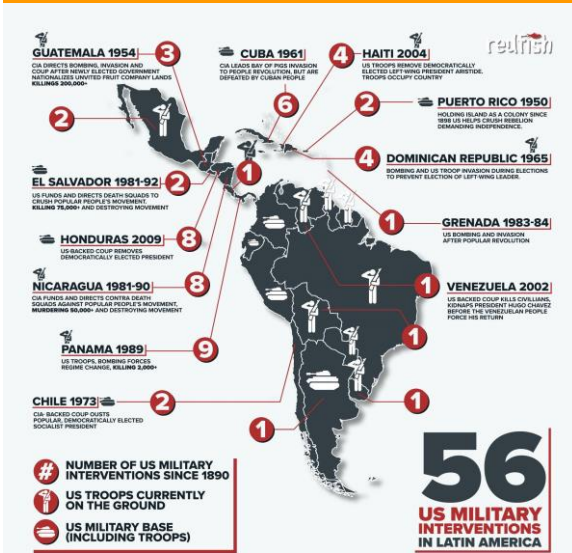 redfish
GUATEMALA 1954
CIA DIRECTS BOMBING, INVASION AND
COUP AFTER NEWLY ELECTED GOVERNMENT
NATIONALIZES UNVITED FRUIT COMPANY LANDS
KILLINGS 200,000+
3
CUBA 1961
CIA LEADS BAY OF PIGS INVASION
TO PEOPLE REVOLUTION, BUT ARE
DEFEATED BY CUBAN PEOPLE
6
4
HAITI 2004
US TROOPS REMOVE DEMOCRATICALLY
ELECTED LEFT-WING PRESIDENT ARISTIDE.
TROOPS OCCUPY COUNTRY
2
2
PUERTO RICO 1950
HOLDING ISLAND AS A COLONY SINCE
1898 US HELPS CRUSH REBELION
DEMANDING INDEPENDENCE.
4
DOMINICAN REPUBLIC 1965
BOMBING AND US TROOP INVASION DURING ELECTIONS
TO PREVENT ELECTION OF LEFT-WING LEADER
EL SALVADOR 1981-92
US FUNDS AND DIRECTS DEATH SQUADS TO
CRUSH POPULAR PEOPLE'S MOVEMENT,
KILLING 75,000+ AND DESTROYING MOVEMENT
2
1
1
GRENADA 1983-84
US BOMBING AND INVASION
AFTER POPULAR REVOLUTION
HONDURAS 2009
US-BACKED COUP REMOVES
DEMOCRATICALLY ELECTED PRESIDENT
8
NICARAGUA 1981-90
CIA FUNDS AND DIRECTS CONTRA DEATH
SQUADS AGAINST POPULAR PEOPLE'S MOVEMENT,
MURDERING 50,000+ AND DESTROYING MOVEMENT
8
1
VENEZUELA 2002
US BACKED COUP KILLS CIVILLIANS,
KIDNAPS PRESIDENT HUGO CHAVEZ
BEFORE THE VENEZUELAN PEOPLE
FORCE HIS RETURN
PANAMA 1989
US TROOPS, BOMBING FORCES
REGIME CHANGE, KILLING 2,000+
9
1
CHILE 1973
CIA- BACKED COUP OUSTS
POPULAR, DEMOCRATICALLY ELECTED
SOCIALIST PRESIDENT
2
1
1
# NUMBER OF US MILITARY
INTERVENTIONS SINCE 1890
US TROOPS CURRENTLY
ON THE GROUND
US MILITARY BASE
(INCLUDING TROOPS)
56
US MILITARY
INTERVENTIONS
IN LATIN AMERICA